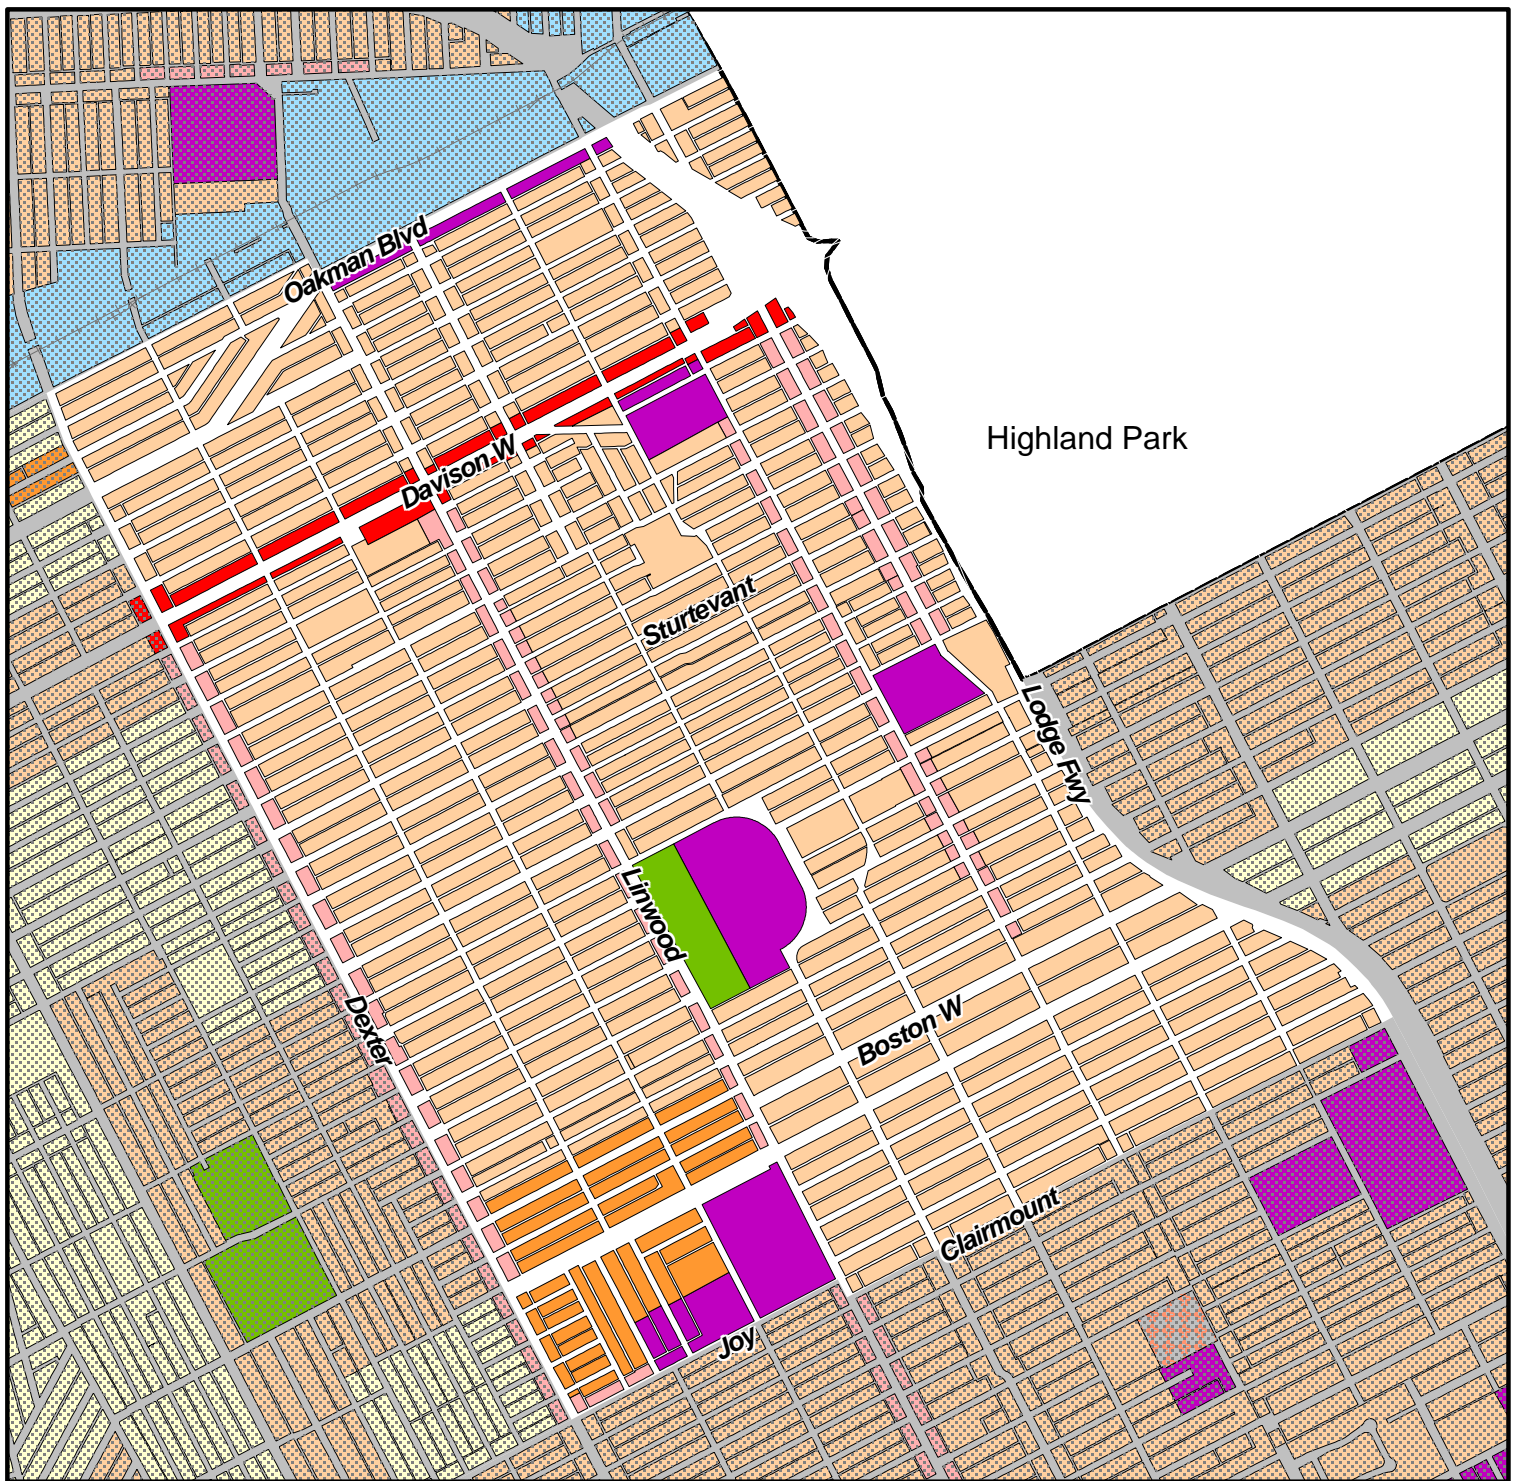 Oakman Blvd
Highland Park
Davison W
Sturtevant
Lodge Fwy
Linwood
Dexter
Boston W
Clairmount
Joy